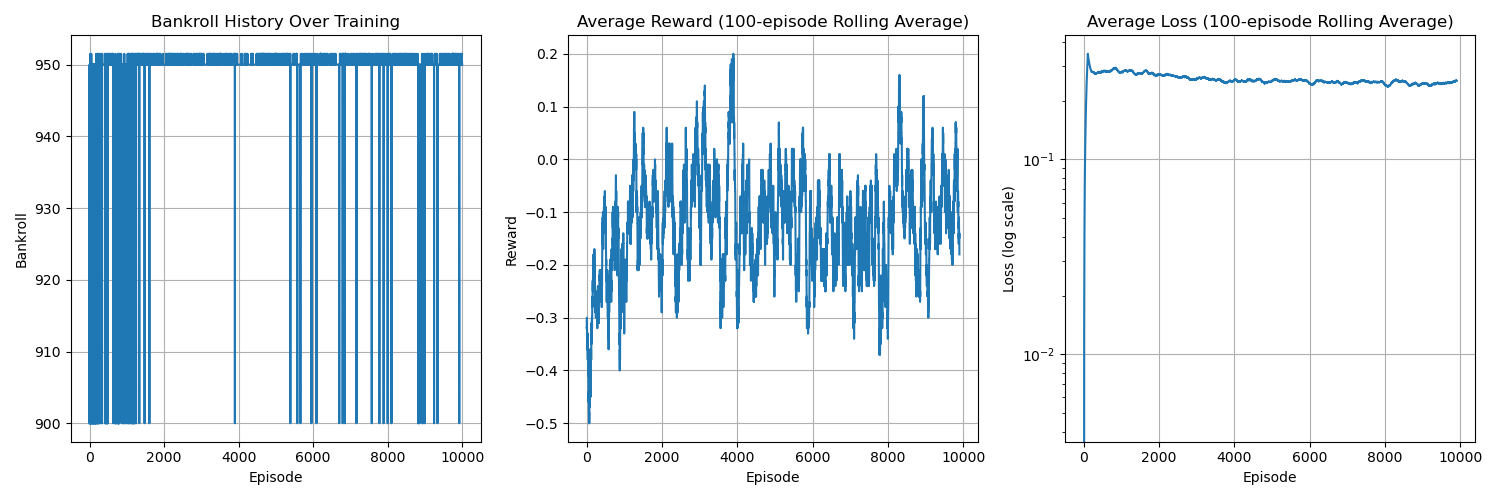 Bankroll History Over Training
Bankroll
950
940
930
920
910
900
0 2000 4000 6000 8000 10000
Episode
Average Reward (100-episode Rolling Average)
Reward
0.2
0.1
0.0
−0.1
−0.2
−0.3
−0.4
−0.5
0 2000 4000 6000 8000 10000
Episode
Average Loss (100-episode Rolling Average)
Loss (log scale)
10⁻¹
10⁻²
0 2000 4000 6000 8000 10000
Episode